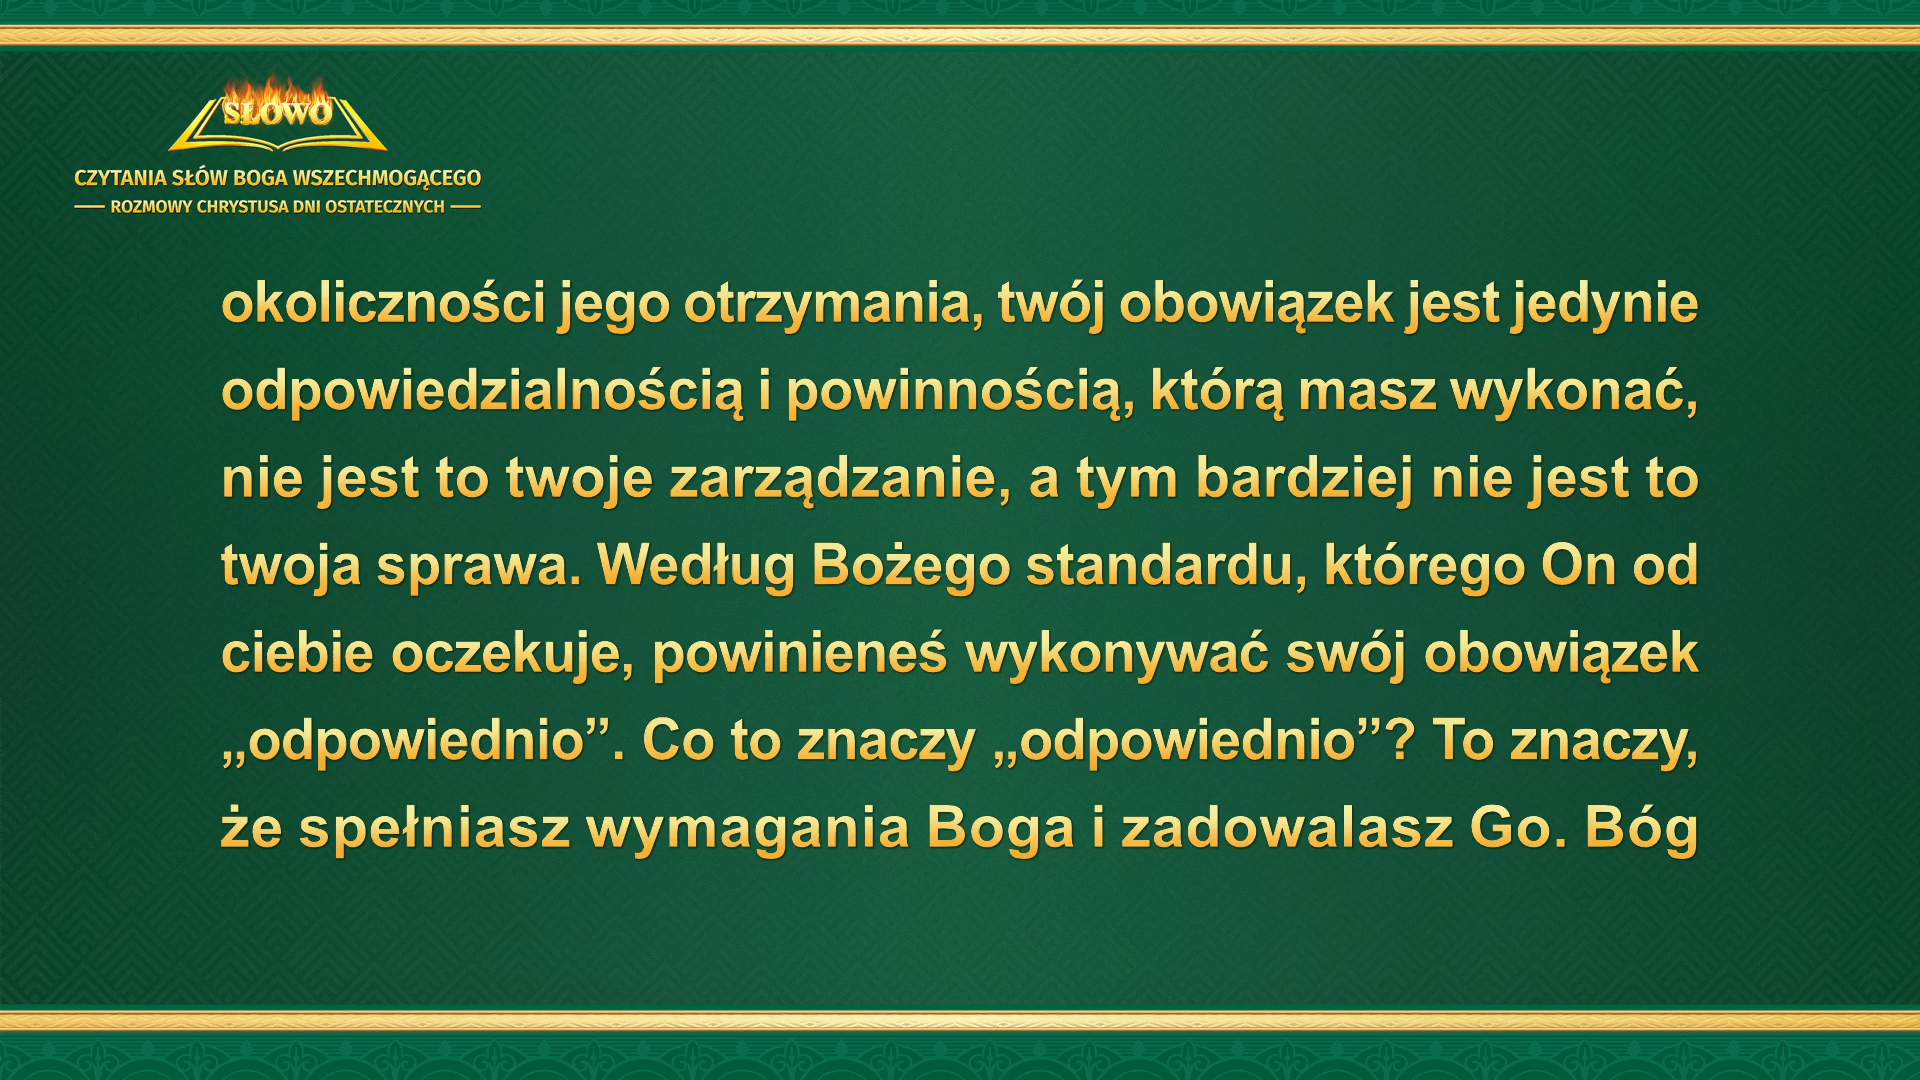 SŁOWO
CZYTANIA SŁÓW BOGA WSZECHMOGĄCEGO
ROZMOWY CHRYSTUSA DNI OSTATECZNYCH
okoliczności jego otrzymania, twój obowiązek jest jedynie
odpowiedzialnością i powinnością, którą masz wykonać,
nie jest to twoje zarządzanie, a tym bardziej nie jest to
twoja sprawa. Według Bożego standardu, którego On od
ciebie oczekuje, powinieneś wykonywać swój obowiązek
„odpowiednio”. Co to znaczy „odpowiednio”? To znaczy,
że spełniasz wymagania Boga i zadowalasz Go. Bóg